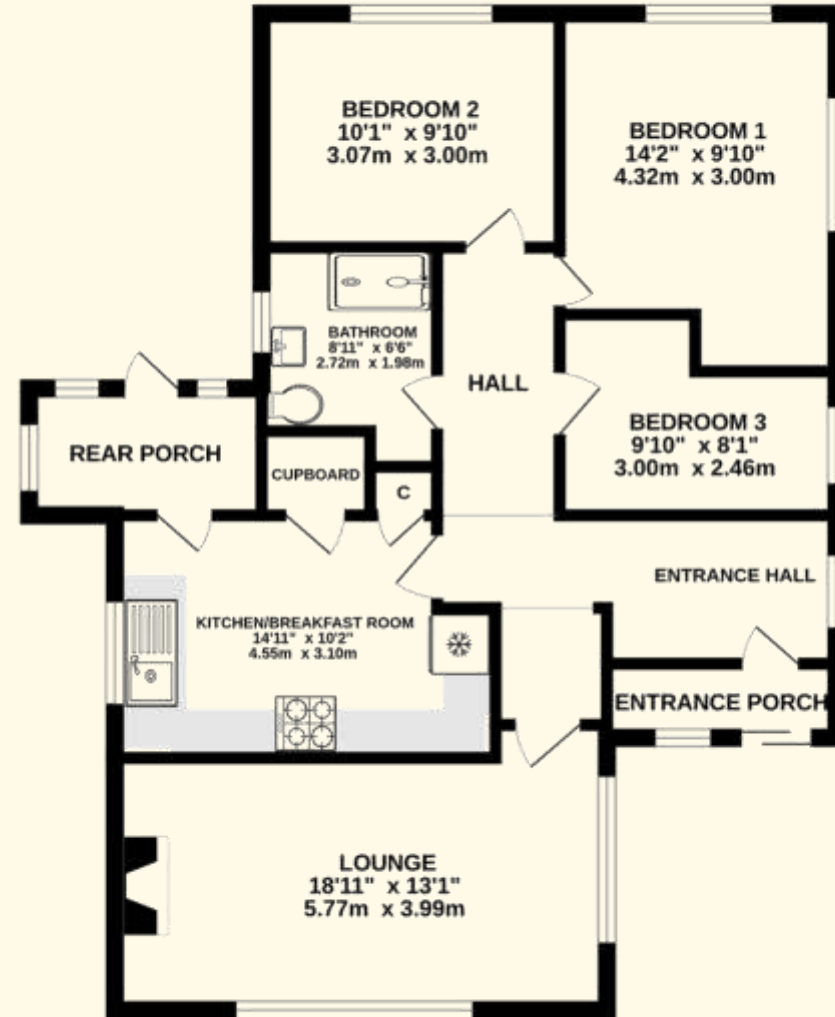 BEDROOM 2
10'1" x 9'10"
3.07m x 3.00m
BEDROOM 1
14'2" x 9'10"
4.32m x 3.00m
BATHROOM
8'11" x 6'6"
2.72m x 1.98m
HALL
BEDROOM 3
9'10" x 8'1"
3.00m x 2.46m
REAR PORCH
CUPBOARD
C
ENTRANCE HALL
KITCHEN/BREAKFAST ROOM
14'11" x 10'2"
4.55m x 3.10m
ENTRANCE PORCH
LOUNGE
18'11" x 13'1"
5.77m x 3.99m